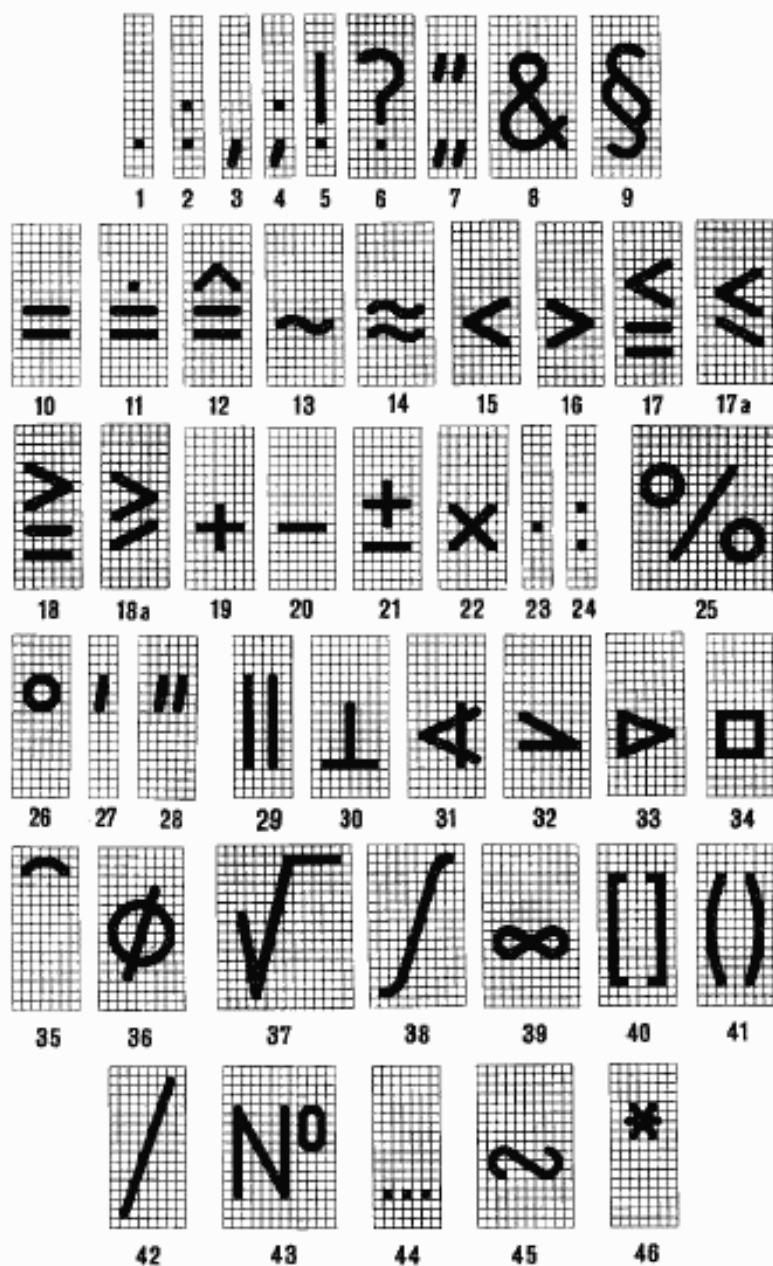 . : , ; ! ? " „ & §
1 2 3 4 5 6 7 8 9
= ≐ ≙ ~ ≈ < > ≦ ⩽
10 11 12 13 14 15 16 17 17a
≧ ⩾ + − ± × · : %
18 18a 19 20 21 22 23 24 25
° ′ ″ ‖ ⊥ ∢ ⦣ ▷ □
26 27 28 29 30 31 32 33 34
⌒ ø √ ∫ ∞ [ ] ( )
35 36 37 38 39 40 41
/ Nº ... ∾ *
42 43 44 45 46